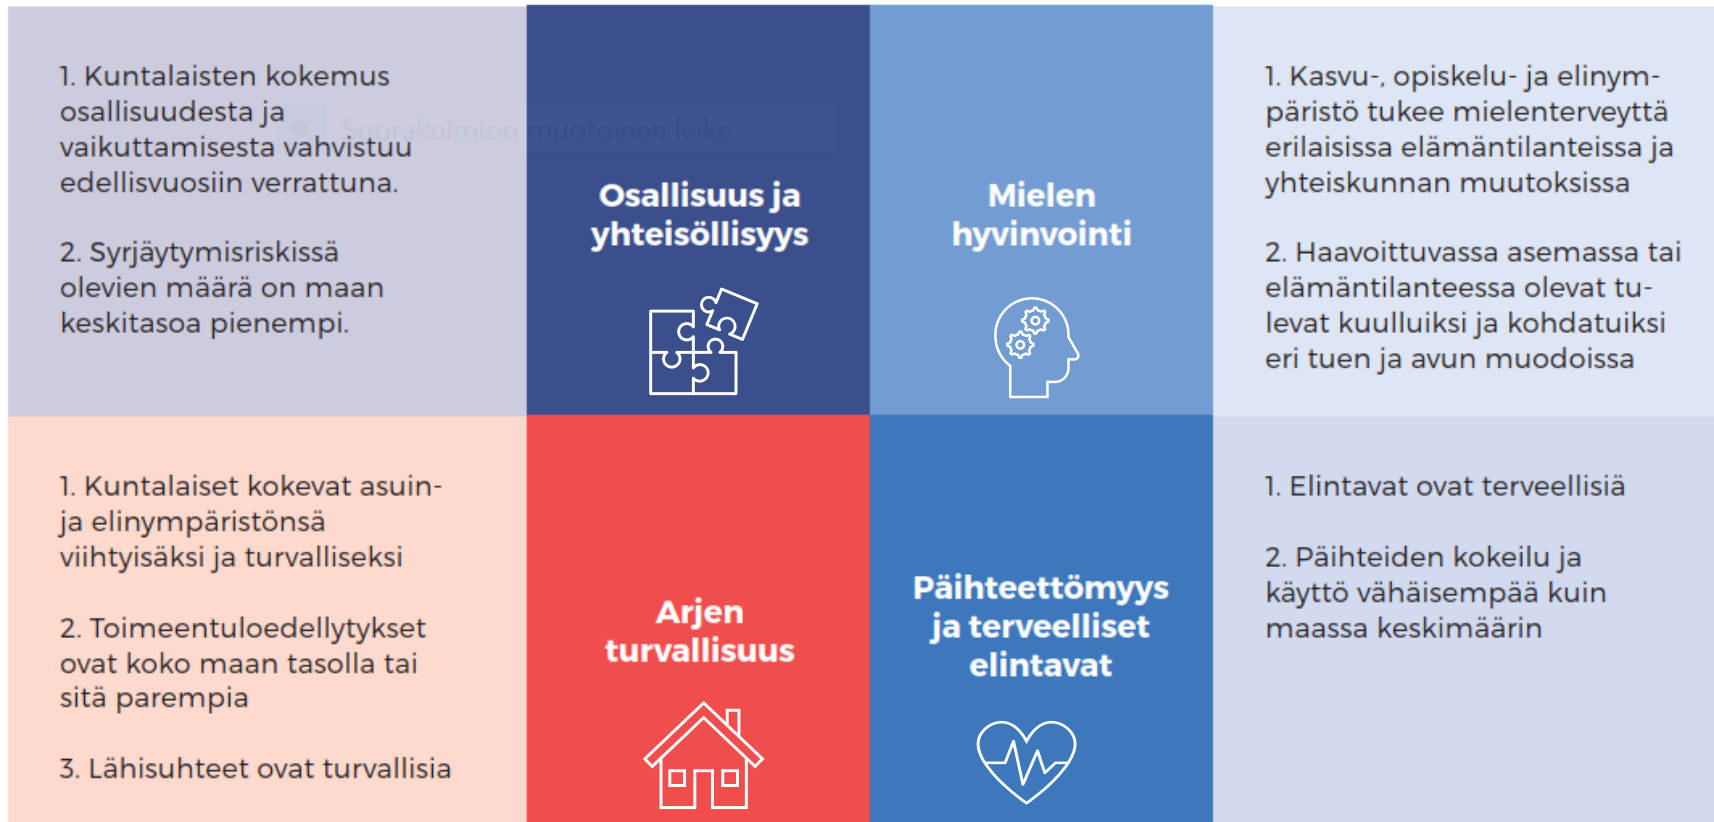 1. Kuntalaisten kokemus
osallisuudesta ja
vaikuttamisesta vahvistuu
edellisvuosiin verrattuna.
2. Syrjäytymisriskissä
olevien määrä on maan
keskitasoa pienempi.
Suorakulmion muotoinen leike
Osallisuus ja
yhteisöllisyys
Mielen
hyvinvointi
1. Kasvu-, opiskelu- ja elinym-
päristö tukee mielenterveyttä
erilaisissa elämäntilanteissa ja
yhteiskunnan muutoksissa
2. Haavoittuvassa asemassa tai
elämäntilanteessa olevat tu-
levat kuulluiksi ja kohdatuiksi
eri tuen ja avun muodoissa
1. Kuntalaiset kokevat asuin-
ja elinympäristönsä
viihtyisäksi ja turvalliseksi
2. Toimeentuloedellytykset
ovat koko maan tasolla tai
sitä parempia
3. Lähisuhteet ovat turvallisia
Arjen
turvallisuus
Päihteettömyys
ja terveelliset
elintavat
1. Elintavat ovat terveellisiä
2. Päihteiden kokeilu ja
käyttö vähäisempää kuin
maassa keskimäärin